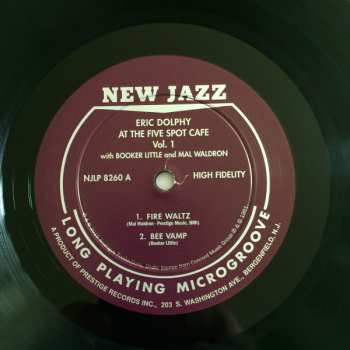 NEW JAZZ
ERIC DOLPHY
AT THE FIVE SPOT CAFE
Vol. 1
with BOOKER LITTLE and MAL WALDRON
NJLP 8260 A
HIGH FIDELITY
1. FIRE WALTZ
(Mal Waldron - Prestige Music, BMI)
2. BEE VAMP
(Booker Little)
LONG PLAYING MICROGROOVE
A PRODUCT OF PRESTIGE RECORDS INC., 203 S. WASHINGTON AVE., BERGENFIELD, N.J.